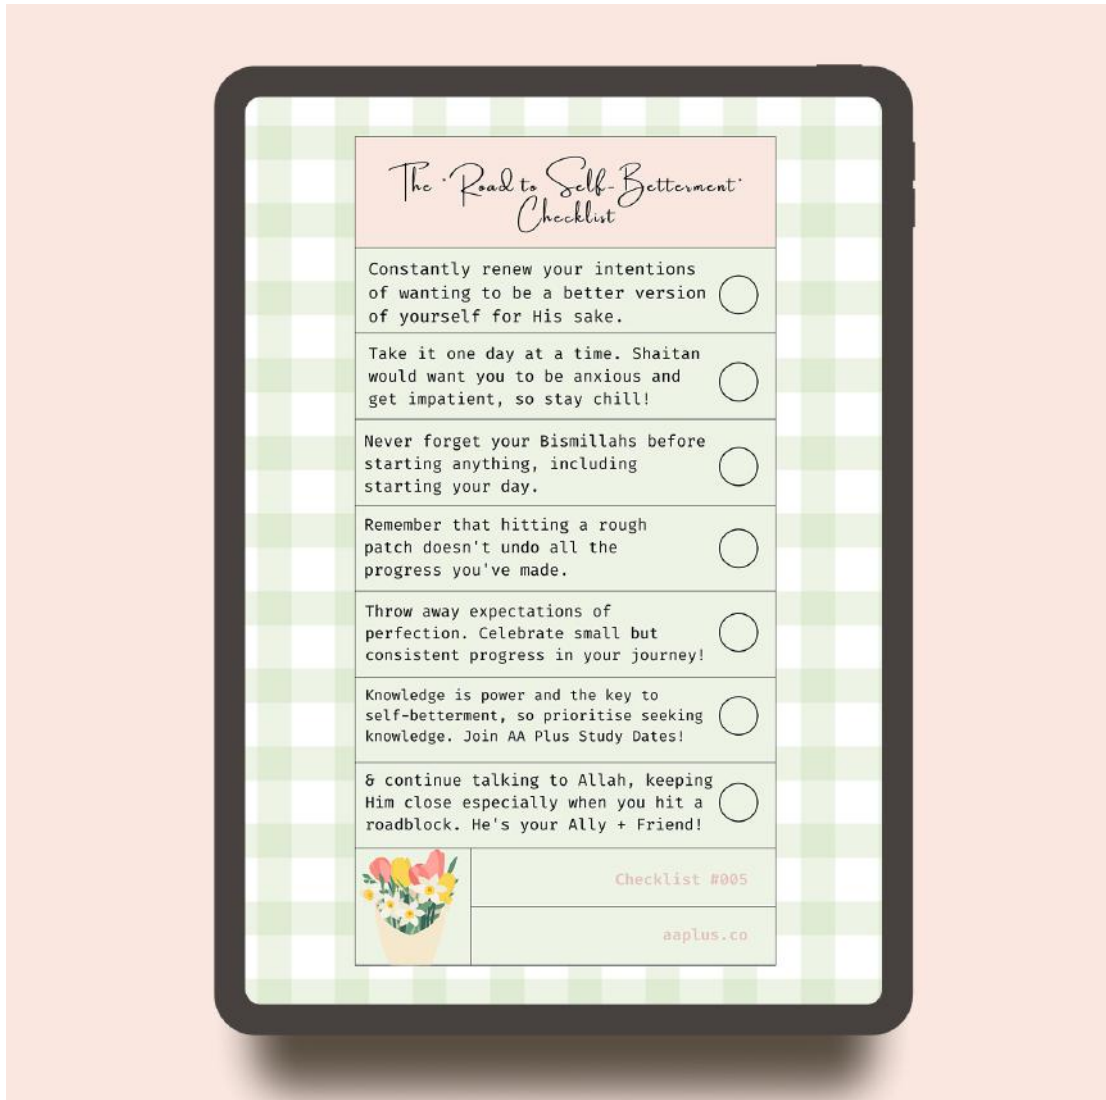 The 'Road to Self-Betterment'
Checklist
Constantly renew your intentions
of wanting to be a better version
of yourself for His sake.
Take it one day at a time. Shaitan
would want you to be anxious and
get impatient, so stay chill!
Never forget your Bismillahs before
starting anything, including
starting your day.
Remember that hitting a rough
patch doesn't undo all the
progress you've made.
Throw away expectations of
perfection. Celebrate small but
consistent progress in your journey!
Knowledge is power and the key to
self-betterment, so prioritise seeking
knowledge. Join AA Plus Study Dates!
& continue talking to Allah, keeping
Him close especially when you hit a
roadblock. He's your Ally + Friend!
Checklist #005
aaplus.co